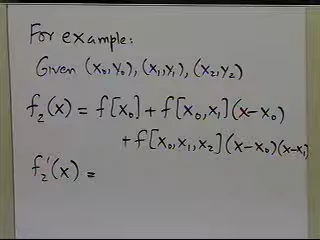 For example:
Given (x₀,y₀), (x₁,y₁), (x₂,y₂)
f₂(x) = f[x₀] + f[x₀,x₁](x-x₀)
+ f[x₀,x₁,x₂](x-x₀)(x-x₁)
f₂'(x) =